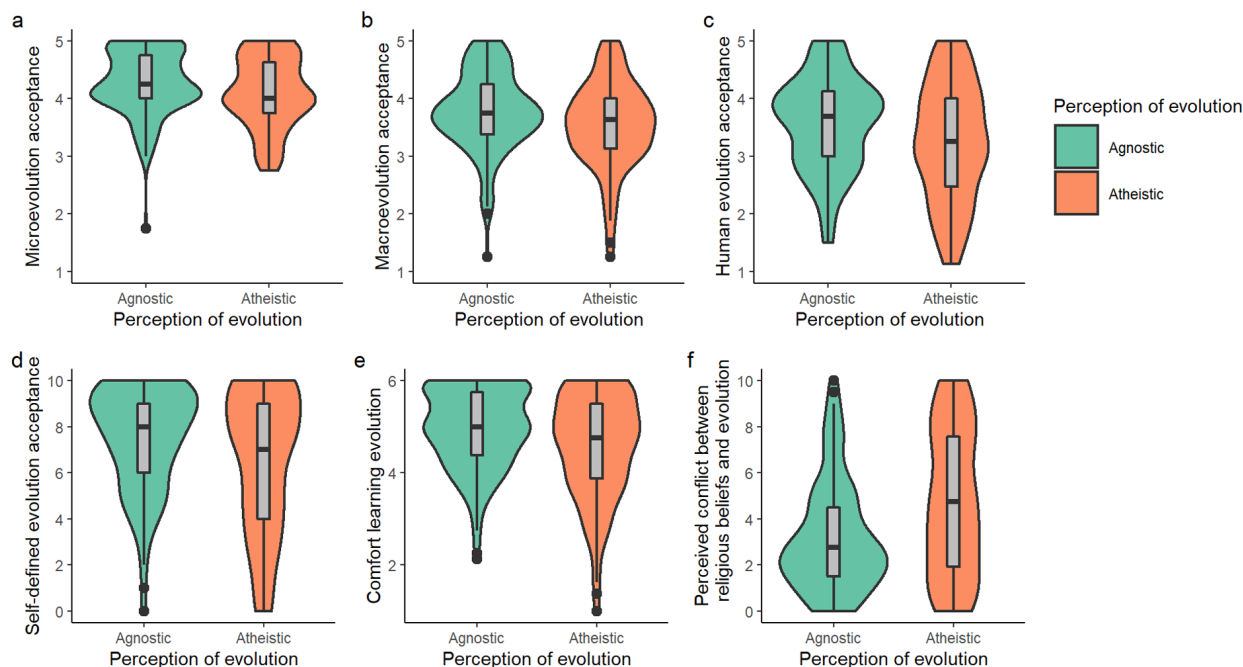 a
Microevolution acceptance
5
4
3
2
1
Agnostic
Atheistic
Perception of evolution
b
Macroevolution acceptance
5
4
3
2
1
Agnostic
Atheistic
Perception of evolution
c
Human evolution acceptance
5
4
3
2
1
Agnostic
Atheistic
Perception of evolution
Perception of evolution
Agnostic
Atheistic
d
Self-defined evolution acceptance
10
8
6
4
2
0
Agnostic
Atheistic
Perception of evolution
e
Comfort learning evolution
6
4
2
Agnostic
Atheistic
Perception of evolution
f
Perceived conflict between
religious beliefs and evolution
10
8
6
4
2
0
Agnostic
Atheistic
Perception of evolution